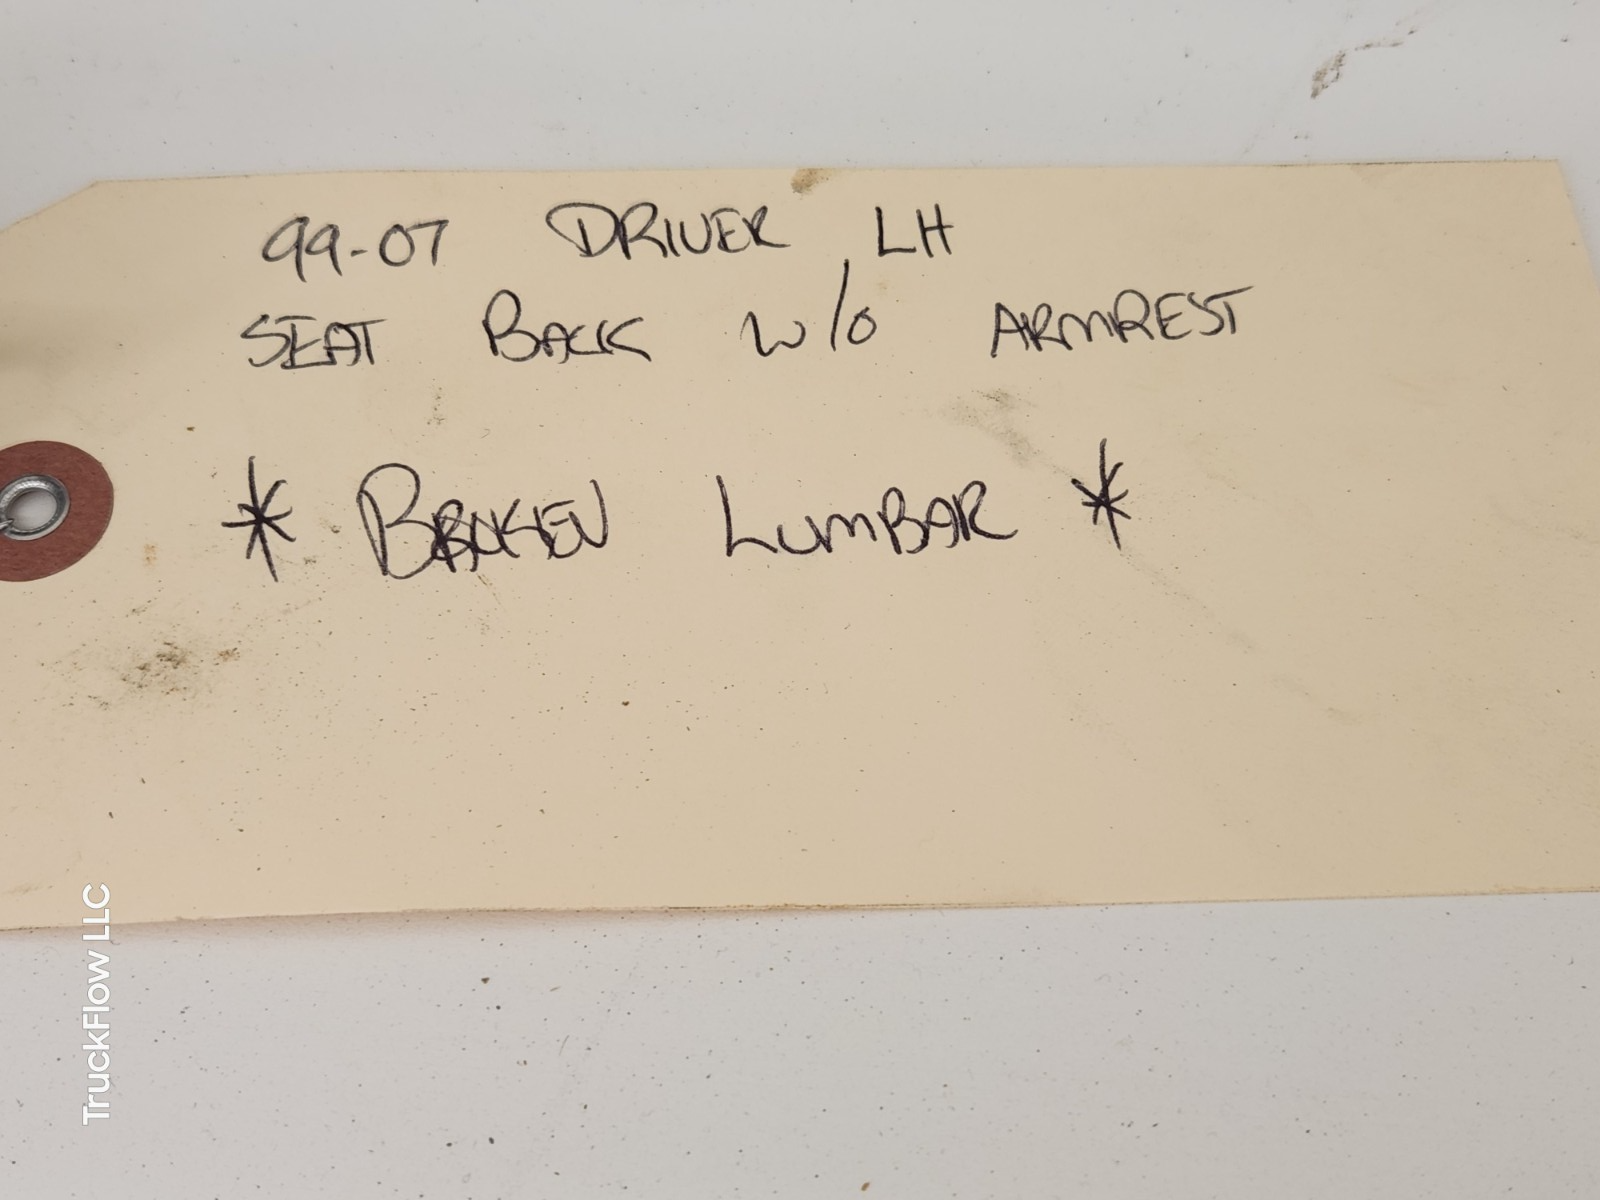 99-07 DRIVER LH
SEAT BACK W/O ARMREST
* BROKEN LUMBAR *
TruckFlow LLC